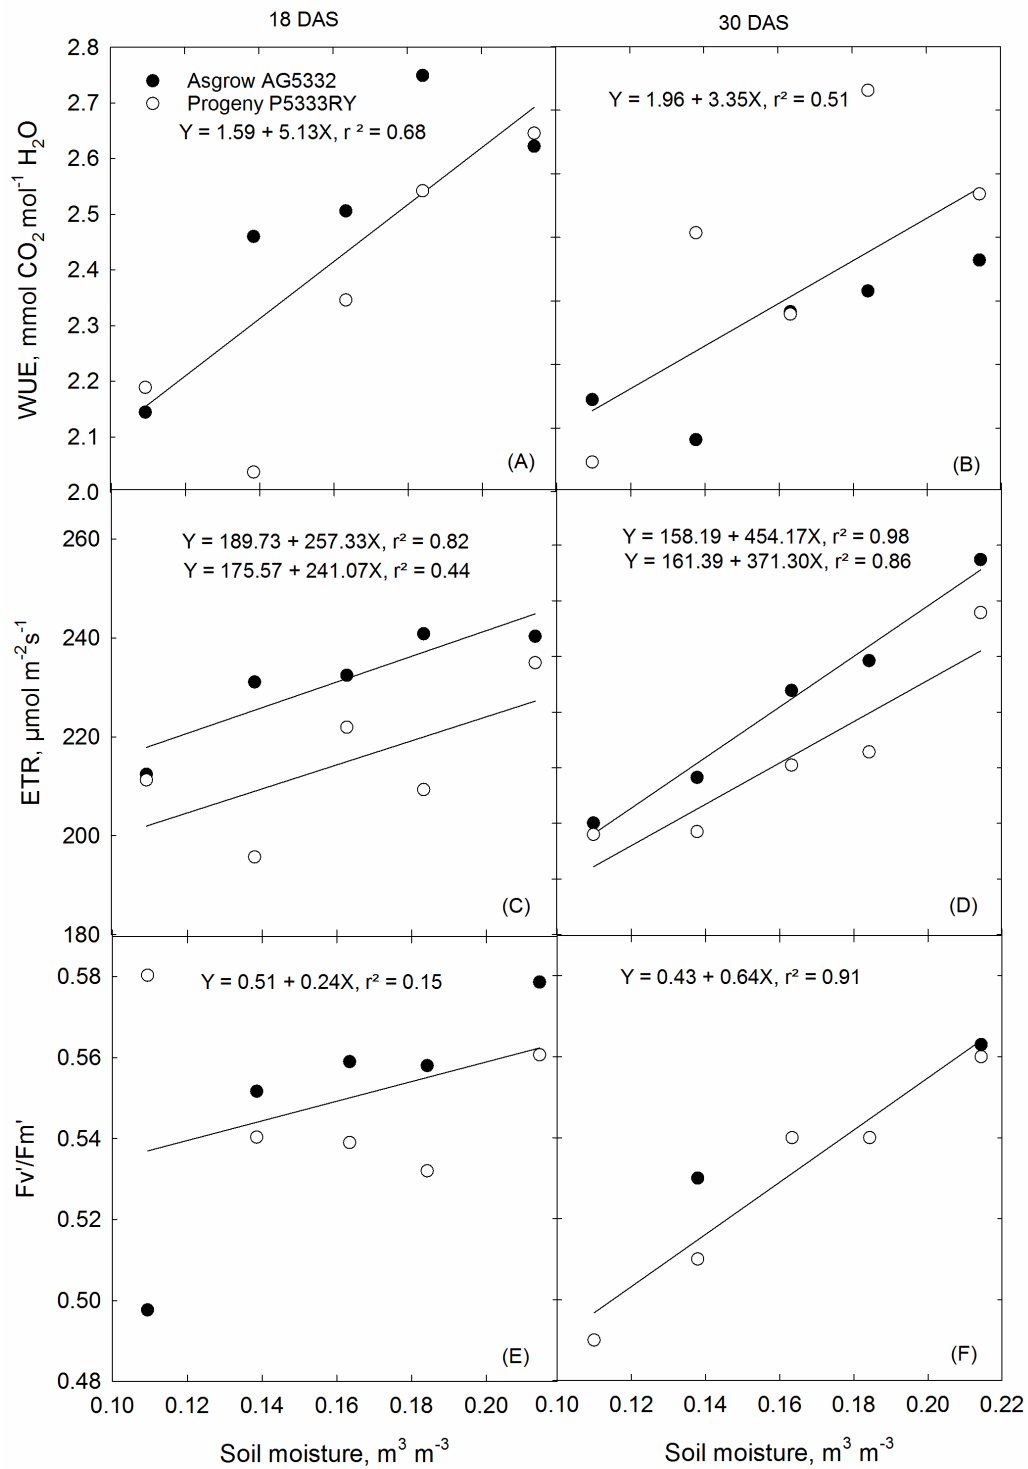 18 DAS
30 DAS
2.8
2.7
2.6
2.5
2.4
2.3
2.2
2.1
2.0
WUE, mmol CO₂ mol⁻¹ H₂O
Asgrow AG5332
Progeny P5333RY
Y = 1.59 + 5.13X, r ² = 0.68
(A)
Y = 1.96 + 3.35X, r² = 0.51
(B)
260
240
220
200
180
ETR, µmol m⁻²s⁻¹
Y = 189.73 + 257.33X, r² = 0.82
Y = 175.57 + 241.07X, r² = 0.44
(C)
Y = 158.19 + 454.17X, r² = 0.98
Y = 161.39 + 371.30X, r² = 0.86
(D)
0.58
0.56
0.54
0.52
0.50
0.48
Fv'/Fm'
Y = 0.51 + 0.24X, r² = 0.15
(E)
Y = 0.43 + 0.64X, r² = 0.91
(F)
0.10 0.12 0.14 0.16 0.18 0.20 0.10 0.12 0.14 0.16 0.18 0.20 0.22
Soil moisture, m³ m⁻³
Soil moisture, m³ m⁻³